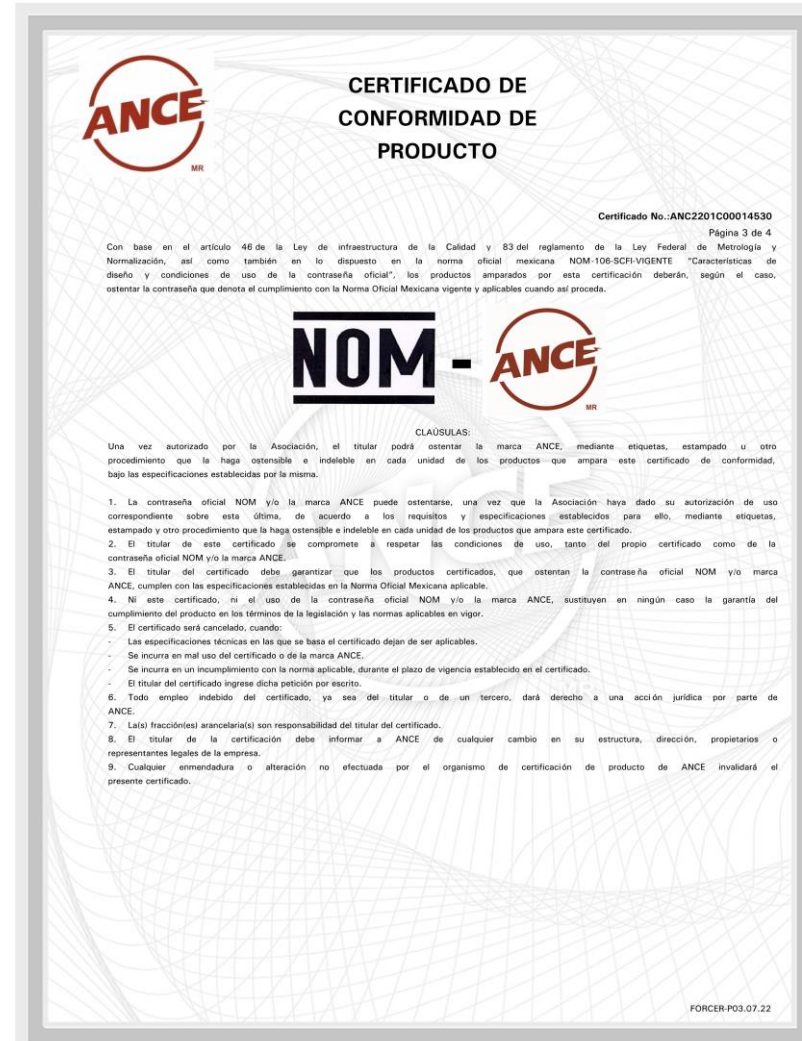 ANCE
MR
CERTIFICADO DE
CONFORMIDAD DE
PRODUCTO
Certificado No.:ANC2201C00014530
Página 3 de 4
Con base en el artículo 46 de la Ley de infraestructura de la Calidad y 83 del reglamento de la Ley Federal de Metrología y
Normalización, así como también en lo dispuesto en la norma oficial mexicana NOM-106-SCFI-VIGENTE "Características de
diseño y condiciones de uso de la contraseña oficial", los productos amparados por esta certificación deberán, según el caso,
ostentar la contraseña que denota el cumplimiento con la Norma Oficial Mexicana vigente y aplicables cuando así proceda.
NOM - ANCE
MR
CLAÚSULAS:
Una vez autorizado por la Asociación, el titular podrá ostentar la marca ANCE, mediante etiquetas, estampado u otro
procedimiento que la haga ostensible e indeleble en cada unidad de los productos que ampara este certificado de conformidad,
bajo las especificaciones establecidas por la misma.
1. La contraseña oficial NOM y/o la marca ANCE puede ostentarse, una vez que la Asociación haya dado su autorización de uso
correspondiente sobre esta última, de acuerdo a los requisitos y especificaciones establecidos para ello, mediante etiquetas,
estampado y otro procedimiento que la haga ostensible e indeleble en cada unidad de los productos que ampara este certificado.
2. El titular de este certificado se compromete a respetar las condiciones de uso, tanto del propio certificado como de la
contraseña oficial NOM y/o la marca ANCE.
3. El titular del certificado debe garantizar que los productos certificados, que ostentan la contraseña oficial NOM y/o marca
ANCE, cumplen con las especificaciones establecidas en la Norma Oficial Mexicana aplicable.
4. Ni este certificado, ni el uso de la contraseña oficial NOM y/o la marca ANCE, sustituyen en ningún caso la garantía del
cumplimiento del producto en los términos de la legislación y las normas aplicables en vigor.
5. El certificado será cancelado, cuando:
- Las especificaciones técnicas en las que se basa el certificado dejan de ser aplicables.
- Se incurra en mal uso del certificado o de la marca ANCE.
- Se incurra en un incumplimiento con la norma aplicable, durante el plazo de vigencia establecido en el certificado.
- El titular del certificado ingrese dicha petición por escrito.
6. Todo empleo indebido del certificado, ya sea del titular o de un tercero, dará derecho a una acción jurídica por parte de
ANCE.
7. La(s) fracción(es) arancelaria(s) son responsabilidad del titular del certificado.
8. El titular de la certificación debe informar a ANCE de cualquier cambio en su estructura, dirección, propietarios o
representantes legales de la empresa.
9. Cualquier enmendadura o alteración no efectuada por el organismo de certificación de producto de ANCE invalidará el
presente certificado.
FORCER-P03.07.22